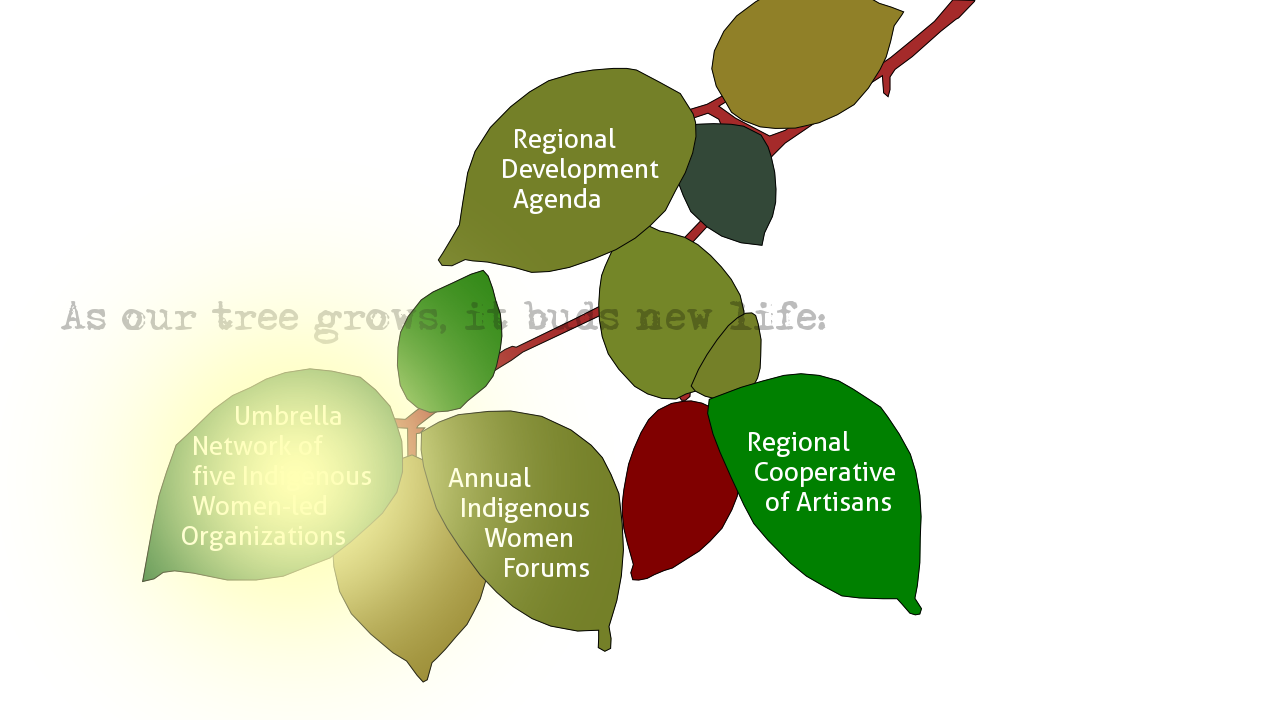 Regional
Development
Agenda
As our tree grows, it buds new life:
Umbrella
Network of
five Indigenous
Women-led
Organizations
Annual
Indigenous
Women
Forums
Regional
Cooperative
of Artisans